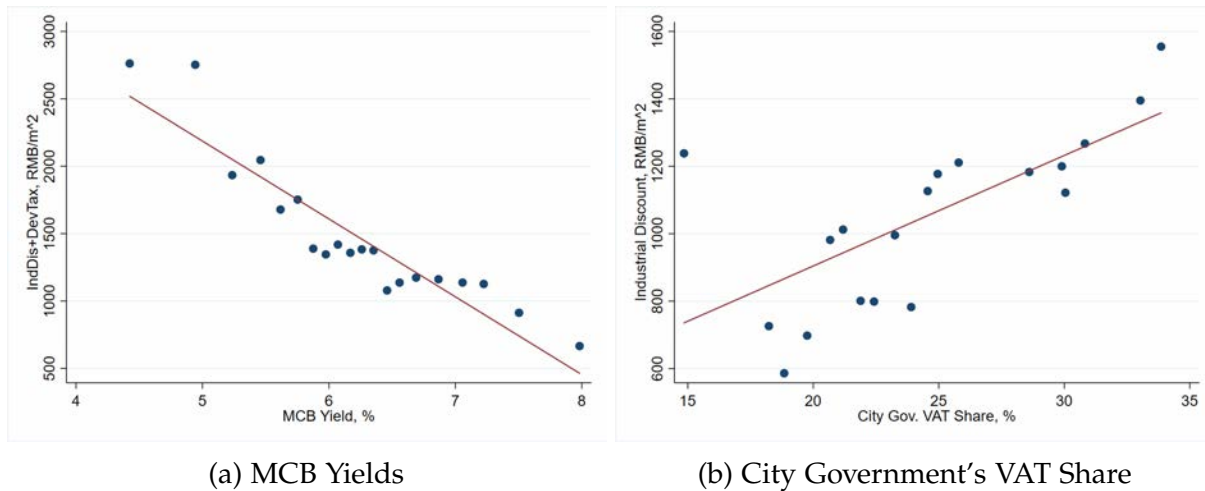 IndDis+DevTax, RMB/m^2
3000
2500
2000
1500
1000
500
4 5 6 7 8
MCB Yield, %
(a) MCB Yields
Industrial Discount, RMB/m^2
1600
1400
1200
1000
800
600
15 20 25 30 35
City Gov. VAT Share, %
(b) City Government's VAT Share